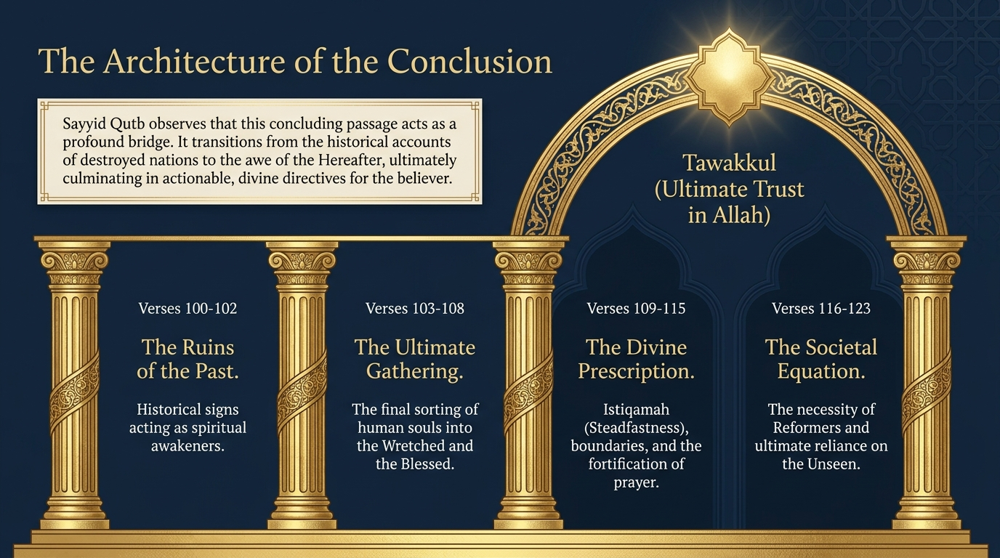 The Architecture of the Conclusion
Sayyid Qutb observes that this concluding passage acts as a
profound bridge. It transitions from the historical accounts
of destroyed nations to the awe of the Hereafter, ultimately
culminating in actionable, divine directives for the believer.
Tawakkul
(Ultimate Trust
in Allah)
Verses 100-102
The Ruins
of the Past.
Historical signs
acting as spiritual
awakeners.
Verses 103-108
The Ultimate
Gathering.
The final sorting of
human souls into
the Wretched and
the Blessed.
Verses 109-115
The Divine
Prescription.
Istiqamah
(Steadfastness),
boundaries, and the
fortification of
prayer.
Verses 116-123
The Societal
Equation.
The necessity of
Reformers and
ultimate reliance on
the Unseen.